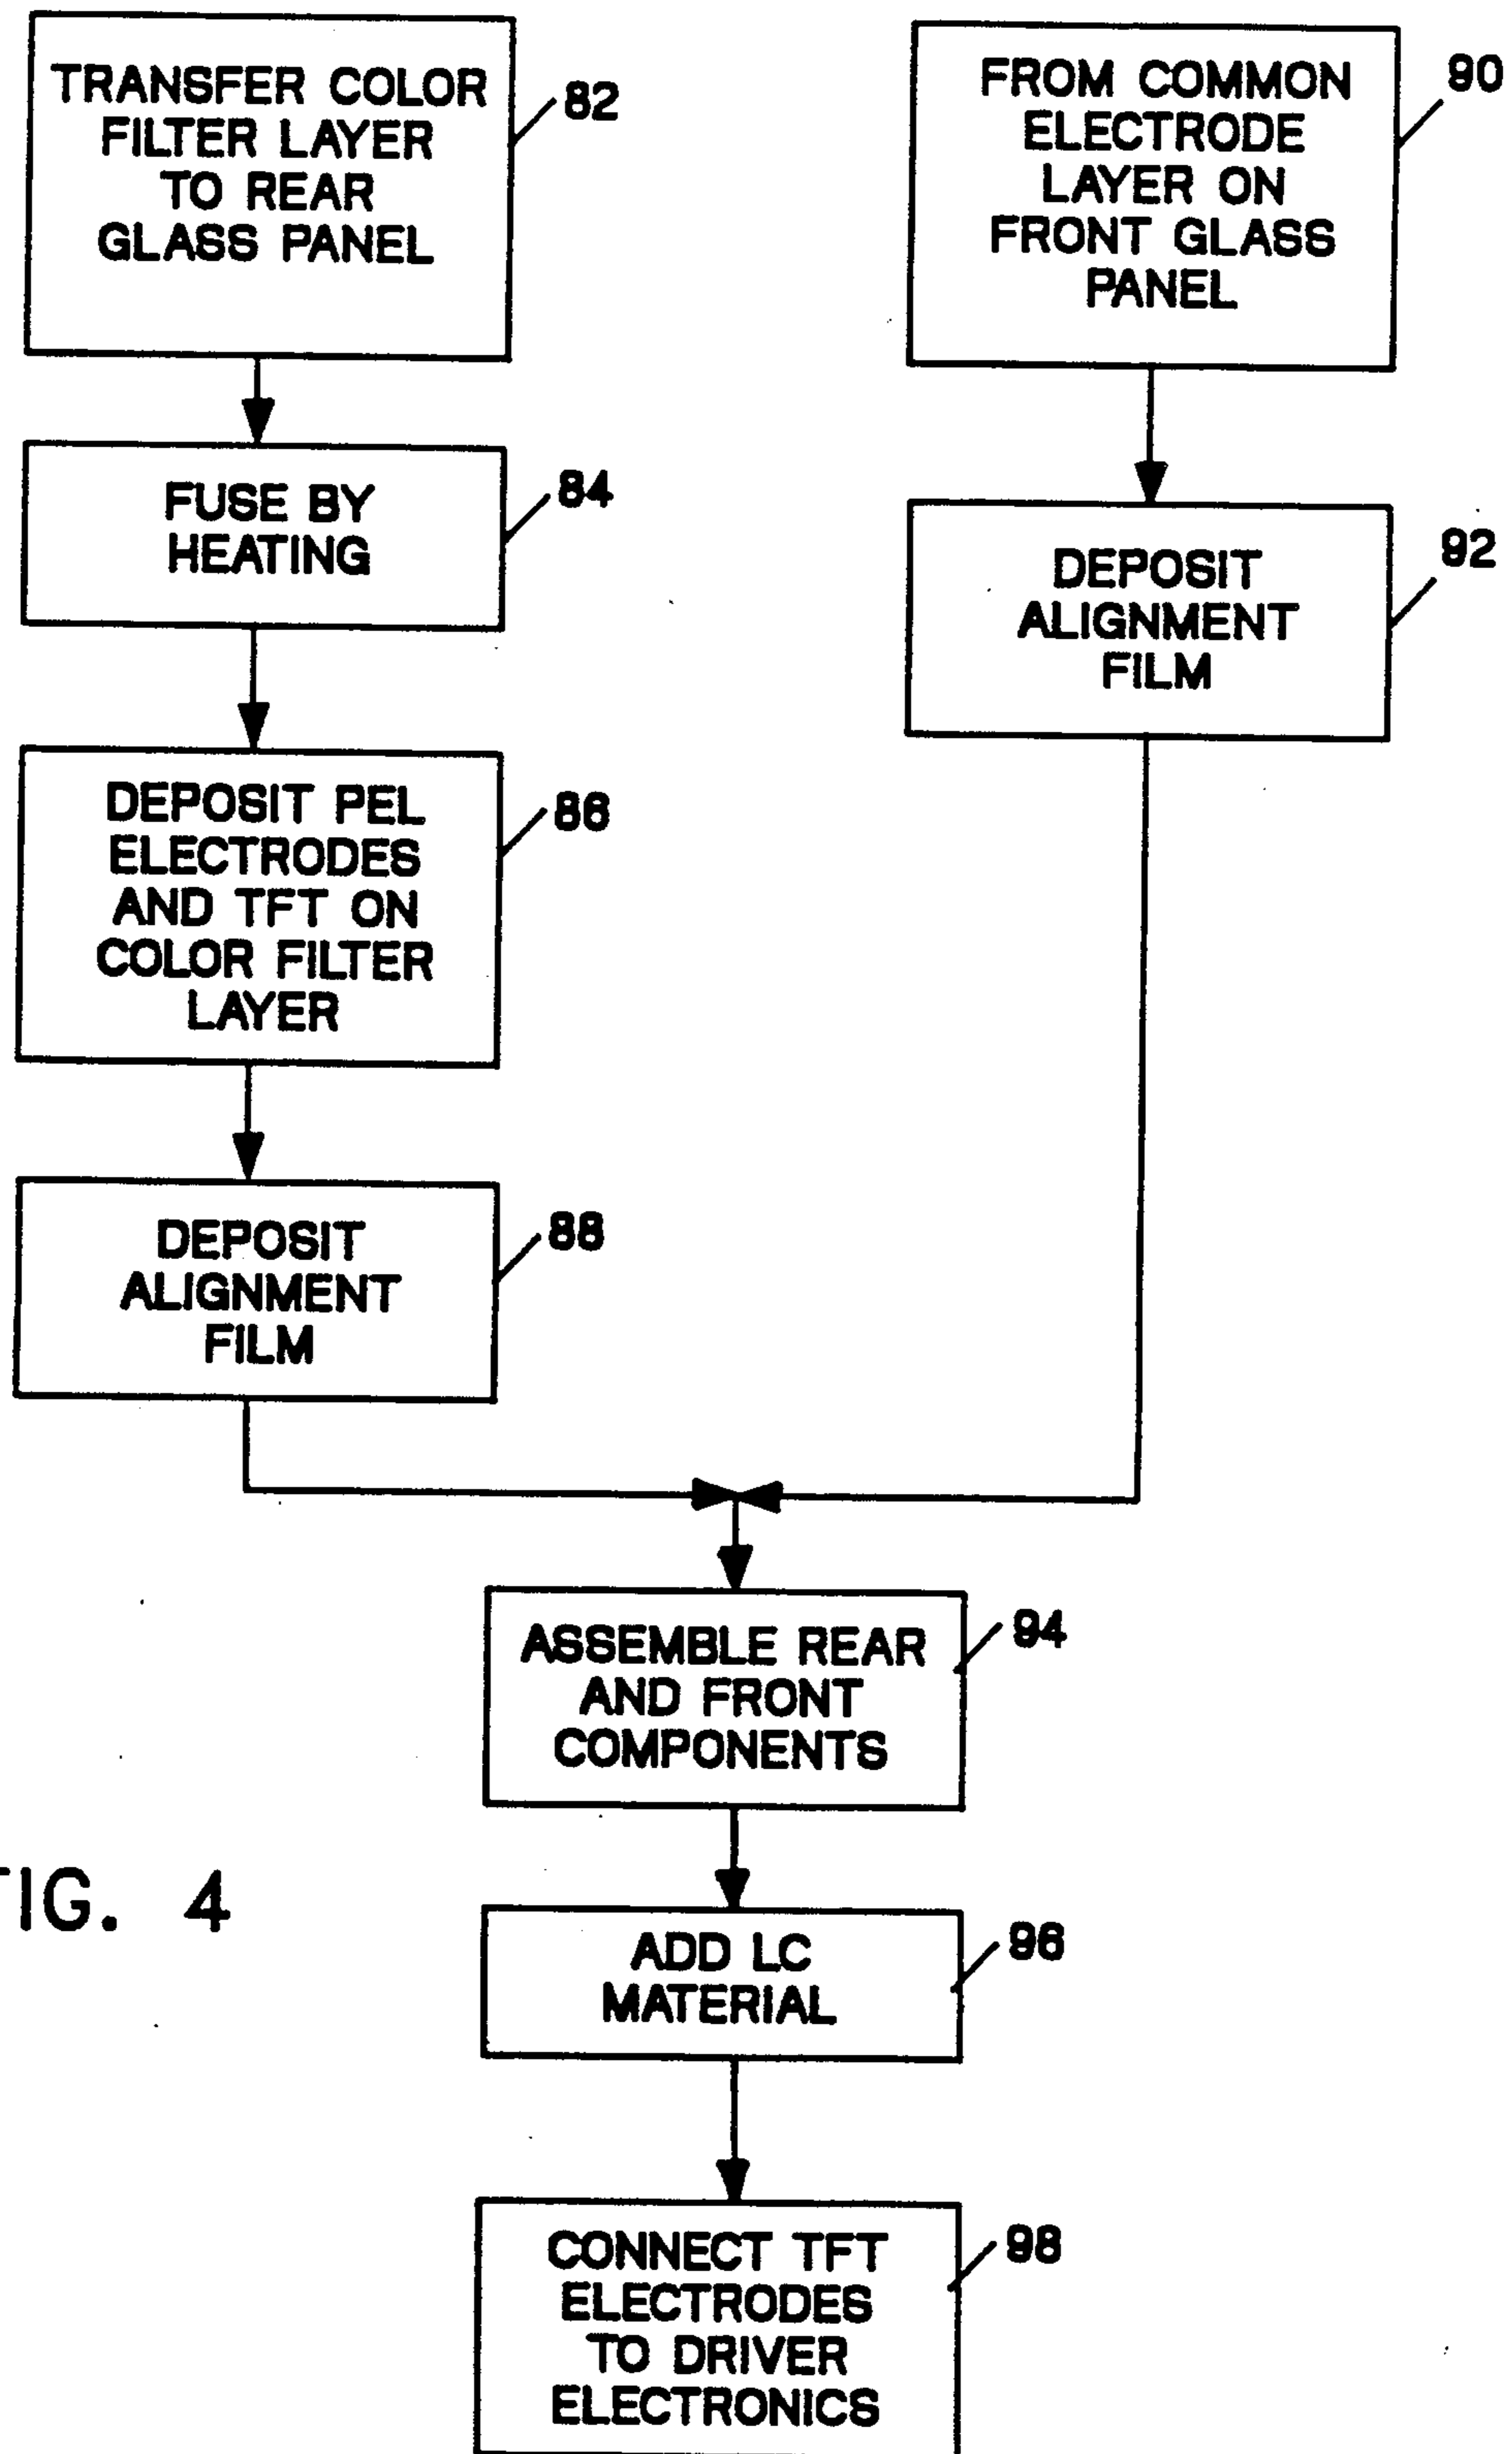 TRANSFER COLOR
FILTER LAYER
TO REAR
GLASS PANEL
82
FUSE BY
HEATING
84
DEPOSIT PEL
ELECTRODES
AND TFT ON
COLOR FILTER
LAYER
86
DEPOSIT
ALIGNMENT
FILM
88
FROM COMMON
ELECTRODE
LAYER ON
FRONT GLASS
PANEL
90
DEPOSIT
ALIGNMENT
FILM
92
ASSEMBLE REAR
AND FRONT
COMPONENTS
94
ADD LC
MATERIAL
96
CONNECT TFT
ELECTRODES
TO DRIVER
ELECTRONICS
98
FIG. 4